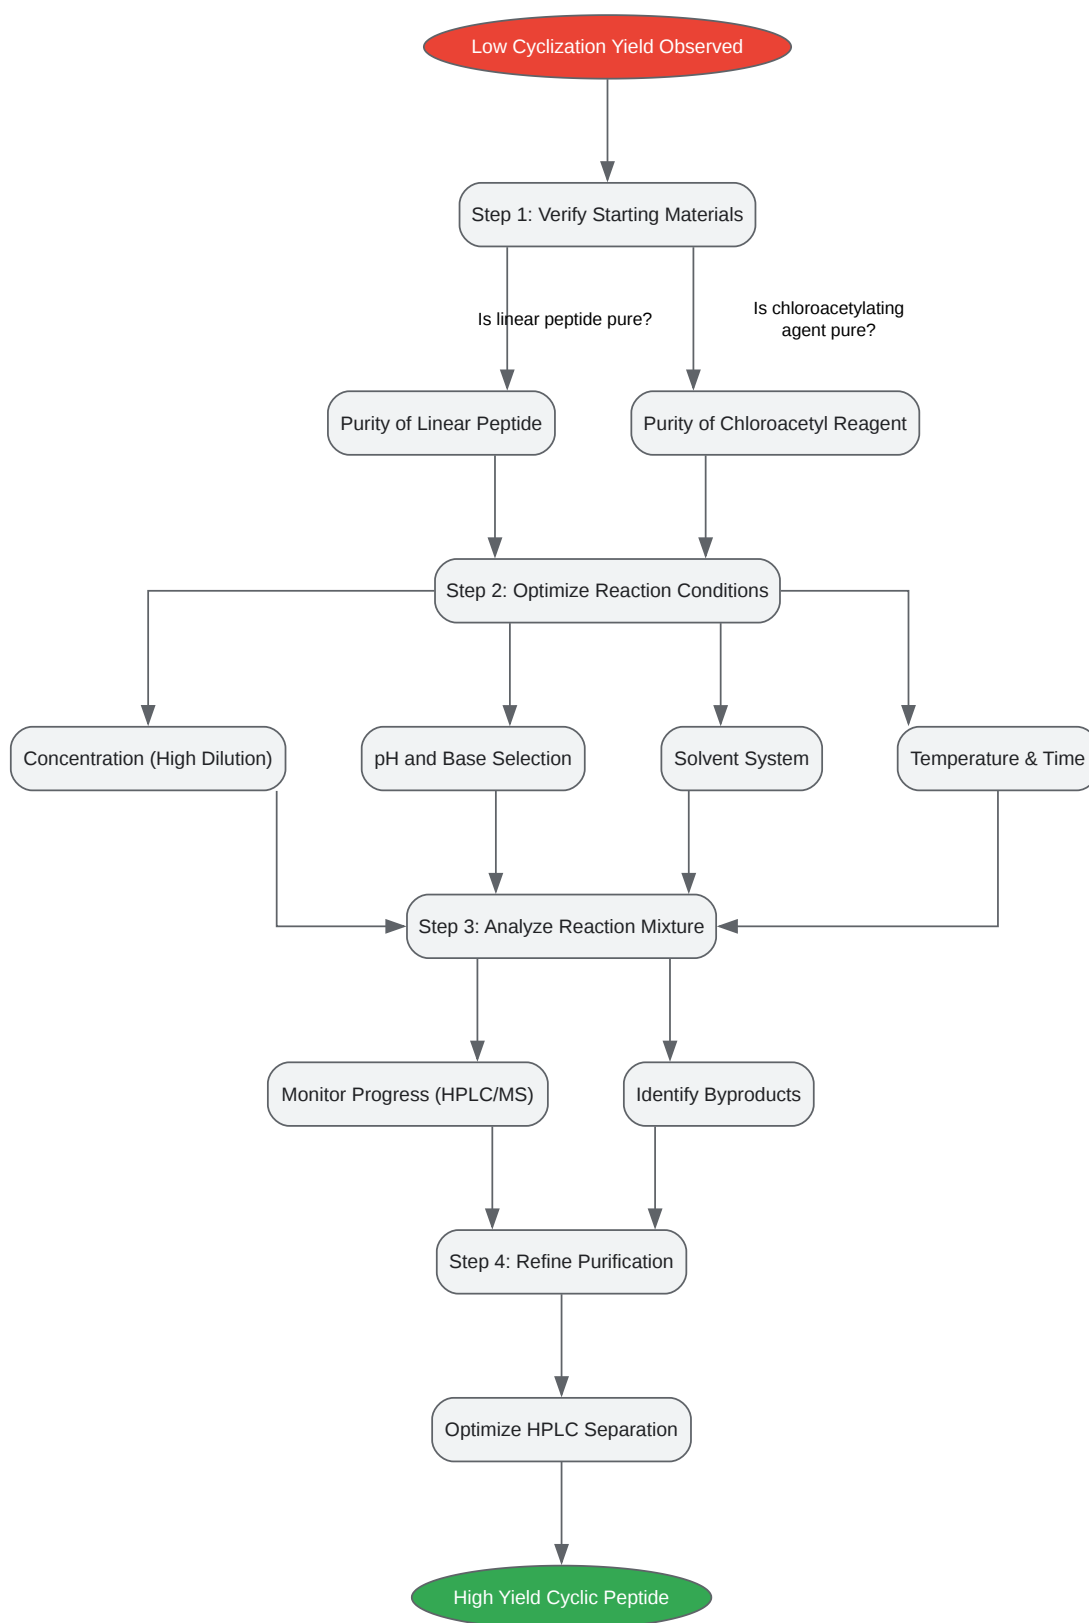 Low Cyclization Yield Observed
Step 1: Verify Starting Materials
Is linear peptide pure?
Is chloroacetylating
agent pure?
Purity of Linear Peptide
Purity of Chloroacetyl Reagent
Step 2: Optimize Reaction Conditions
Concentration (High Dilution)
pH and Base Selection
Solvent System
Temperature & Time
Step 3: Analyze Reaction Mixture
Monitor Progress (HPLC/MS)
Identify Byproducts
Step 4: Refine Purification
Optimize HPLC Separation
High Yield Cyclic Peptide